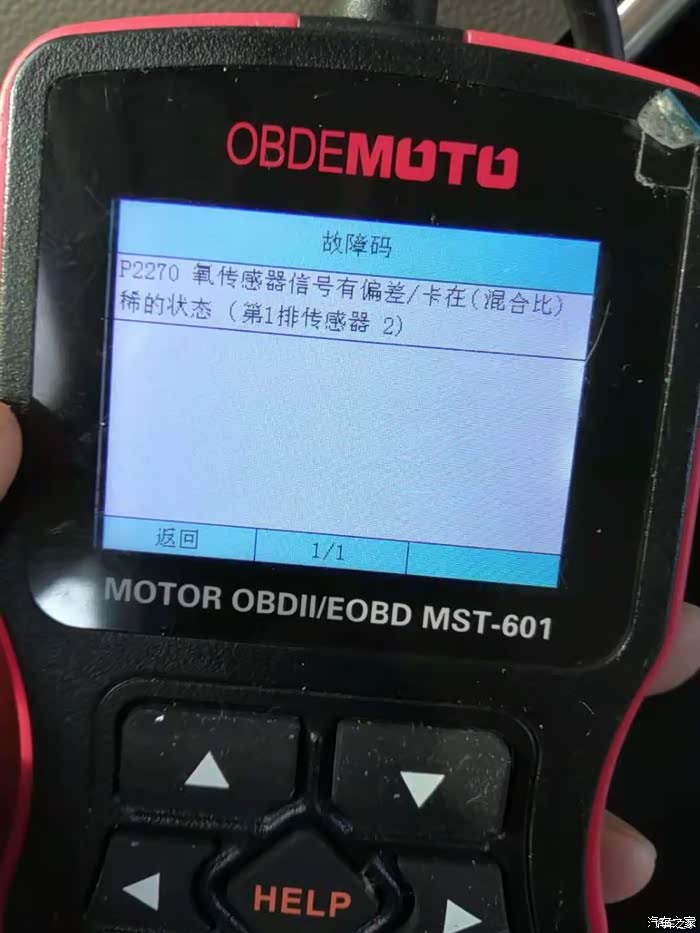 OBDEMOTO
故障码
P2270 氧传感器信号有偏差/卡在(混合比)
稀的状态 (第1排传感器 2)
返回 1/1
MOTOR OBDII/EOBD MST-601
HELP
汽车之家